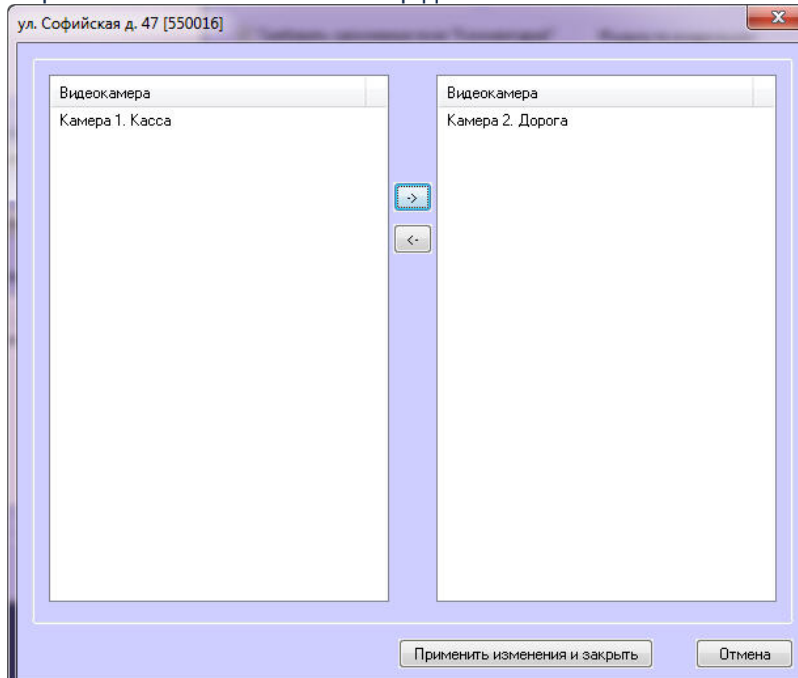 ул. Софийская д. 47 [550016]
Видеокамера
Камера 1. Касса
->
<-
Видеокамера
Камера 2. Дорога
Применить изменения и закрыть
Отмена